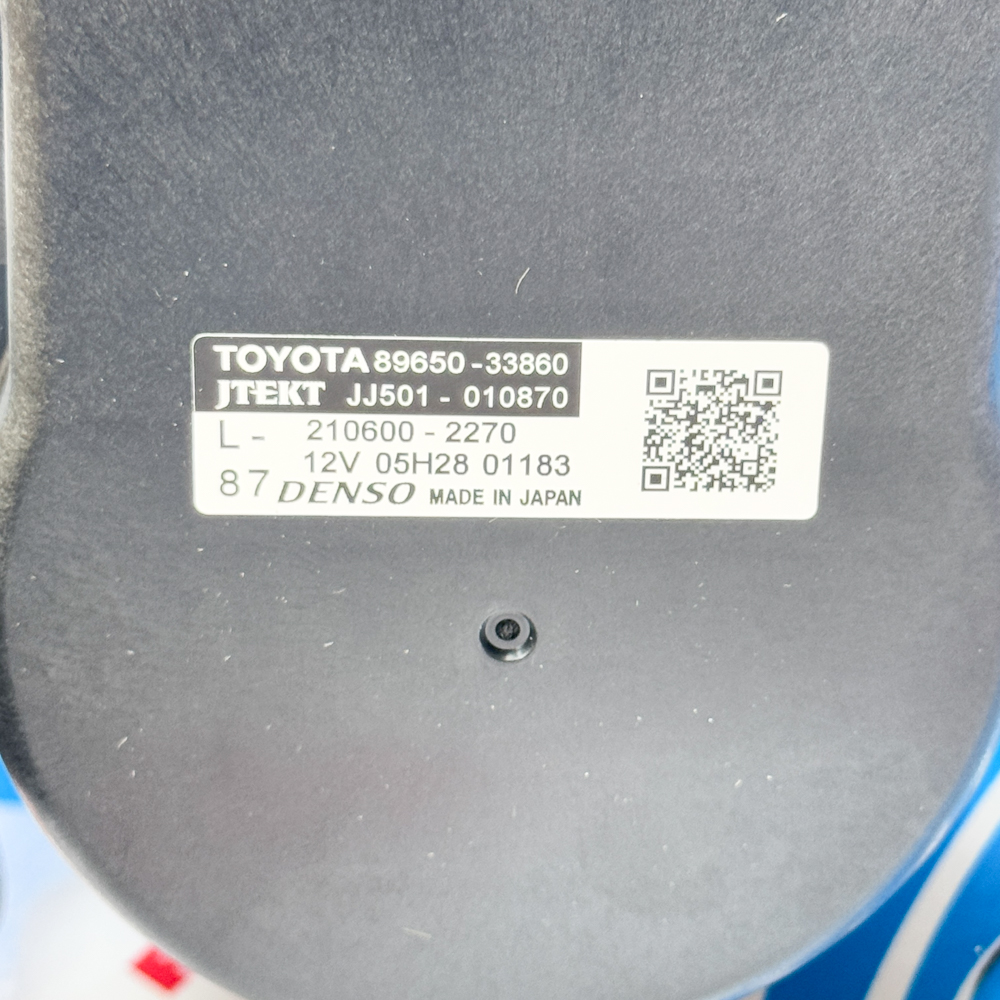 TOYOTA 89650-33860
JTEKT JJ501-010870
L- 210600-2270
12V 05H28 01183
87 DENSO MADE IN JAPAN